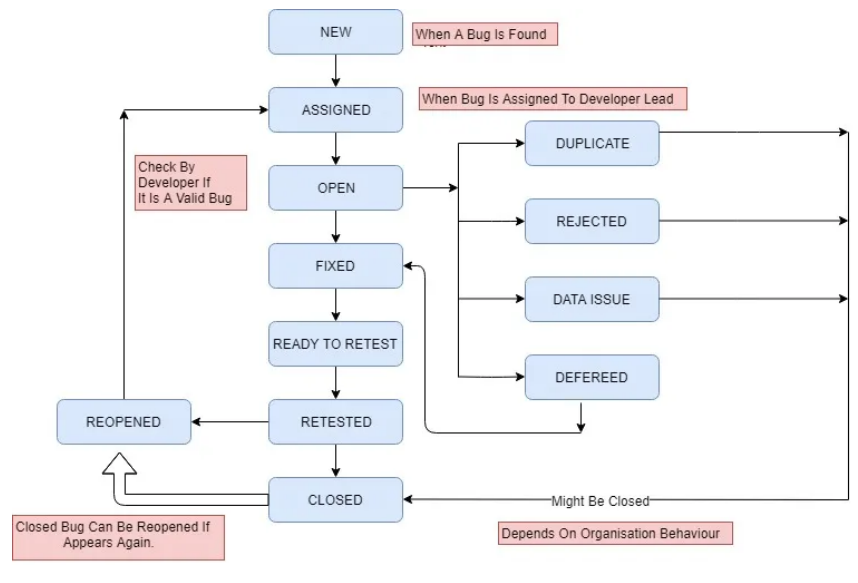 NEW
When A Bug Is Found
ASSIGNED
When Bug Is Assigned To Developer Lead
DUPLICATE
Check By
Developer If
It Is A Valid Bug
OPEN
REJECTED
FIXED
DATA ISSUE
READY TO RETEST
DEFEREED
REOPENED
RETESTED
CLOSED
Might Be Closed
Closed Bug Can Be Reopened If
Appears Again.
Depends On Organisation Behaviour